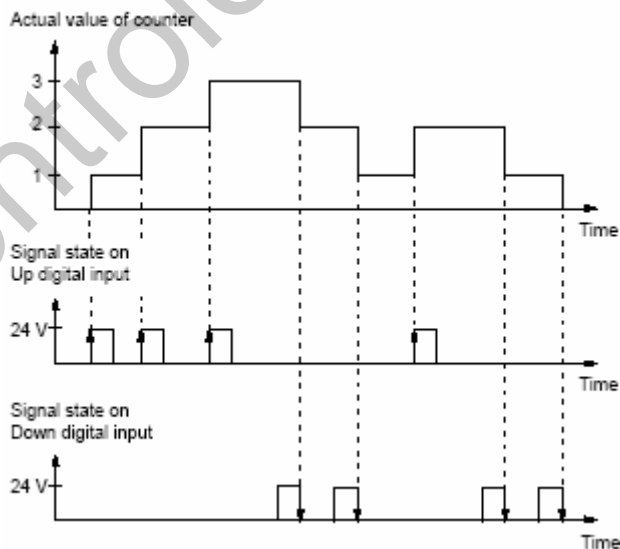 Actual value of counter
3
2
1
Time
Signal state on
Up digital input
24 V
Time
Signal state on
Down digital input
24 V
Time